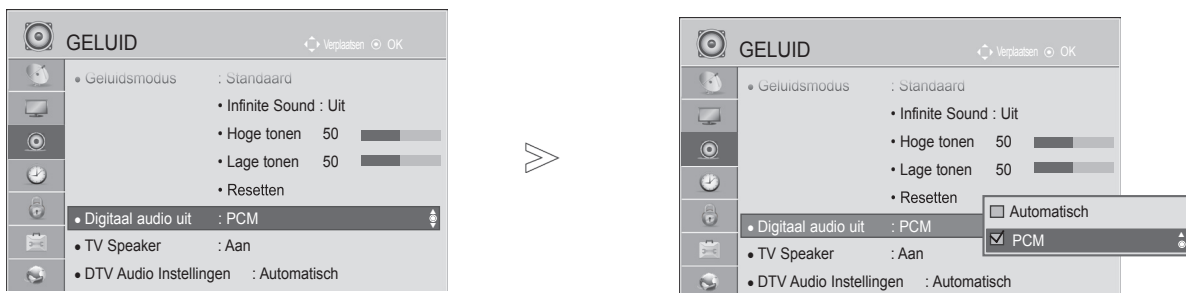 GELUID
Verplaatsen OK
• Geluidsmodus : Standaard
• Infinite Sound : Uit
• Hoge tonen 50
• Lage tonen 50
• Resetten
• Digitaal audio uit : PCM
• TV Speaker : Aan
• DTV Audio Instellingen : Automatisch
>
GELUID
Verplaatsen OK
• Geluidsmodus : Standaard
• Infinite Sound : Uit
• Hoge tonen 50
• Lage tonen 50
• Resetten
• Digitaal audio uit : PCM
Automatisch
PCM
• TV Speaker : Aan
• DTV Audio Instellingen : Automatisch